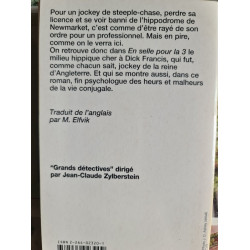 Pour un jockey de steeple-chase, perdre sa
licence et se voir banni de l'hippodrome de
Newmarket, c'est comme d'être rayé de son
ordre pour un professionnel. Mais en pire,
comme on le verra ici.
On retrouve donc dans En selle pour la 3 le
milieu hippique cher à Dick Francis, qui fut,
comme chacun sait, jockey de la reine
d'Angleterre. Et qui se montre aussi, dans ce
roman, fin psychologue des heurs et malheurs
de la vie conjugale.
Traduit de l'anglais
par M. Elfvik
"Grands détectives" dirigé
par Jean-Claude Zylberstein